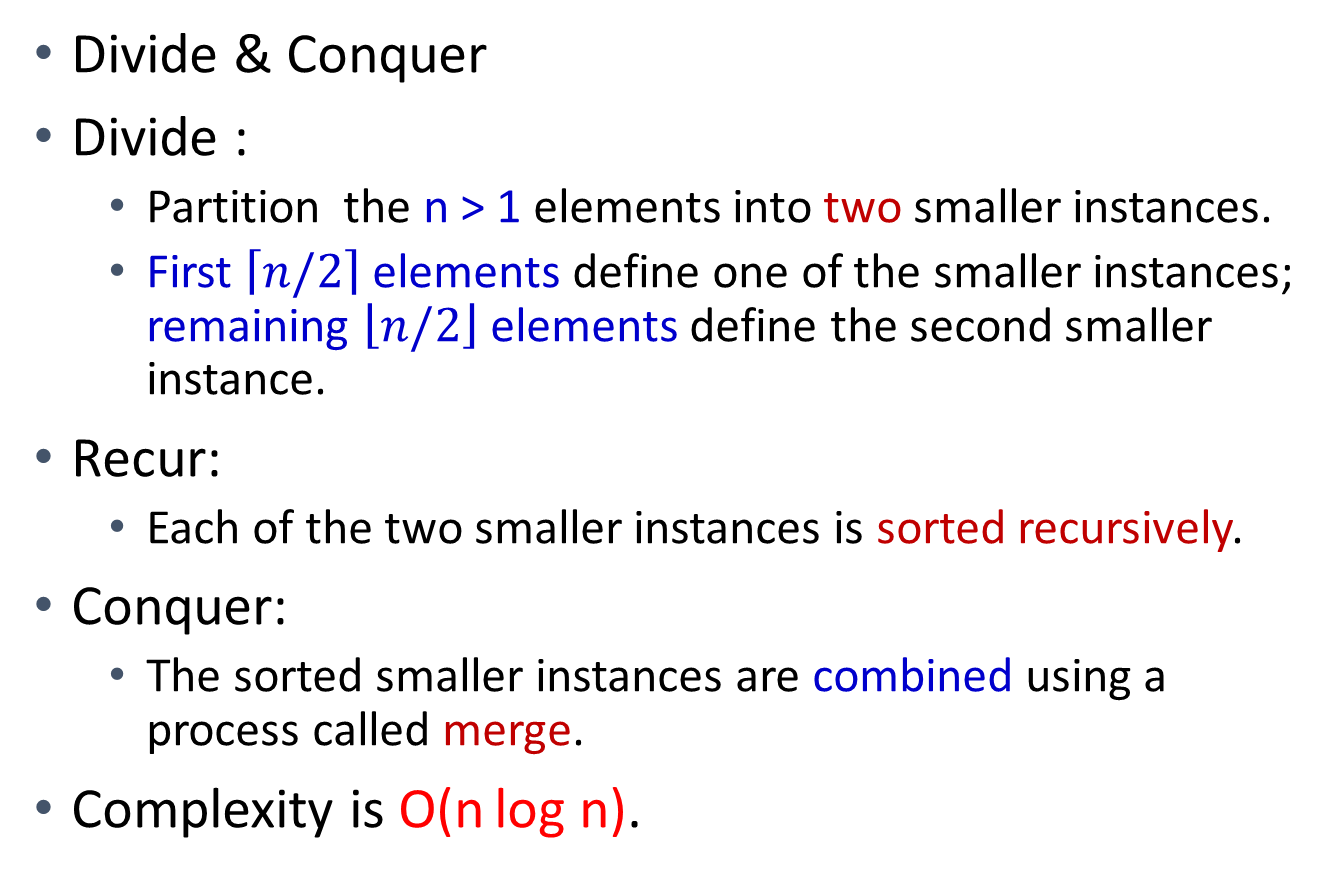 • Divide & Conquer
• Divide :
• Partition the n > 1 elements into two smaller instances.
• First ⌈n/2⌉ elements define one of the smaller instances;
remaining ⌊n/2⌋ elements define the second smaller
instance.
• Recur:
• Each of the two smaller instances is sorted recursively.
• Conquer:
• The sorted smaller instances are combined using a
process called merge.
• Complexity is O(n log n).